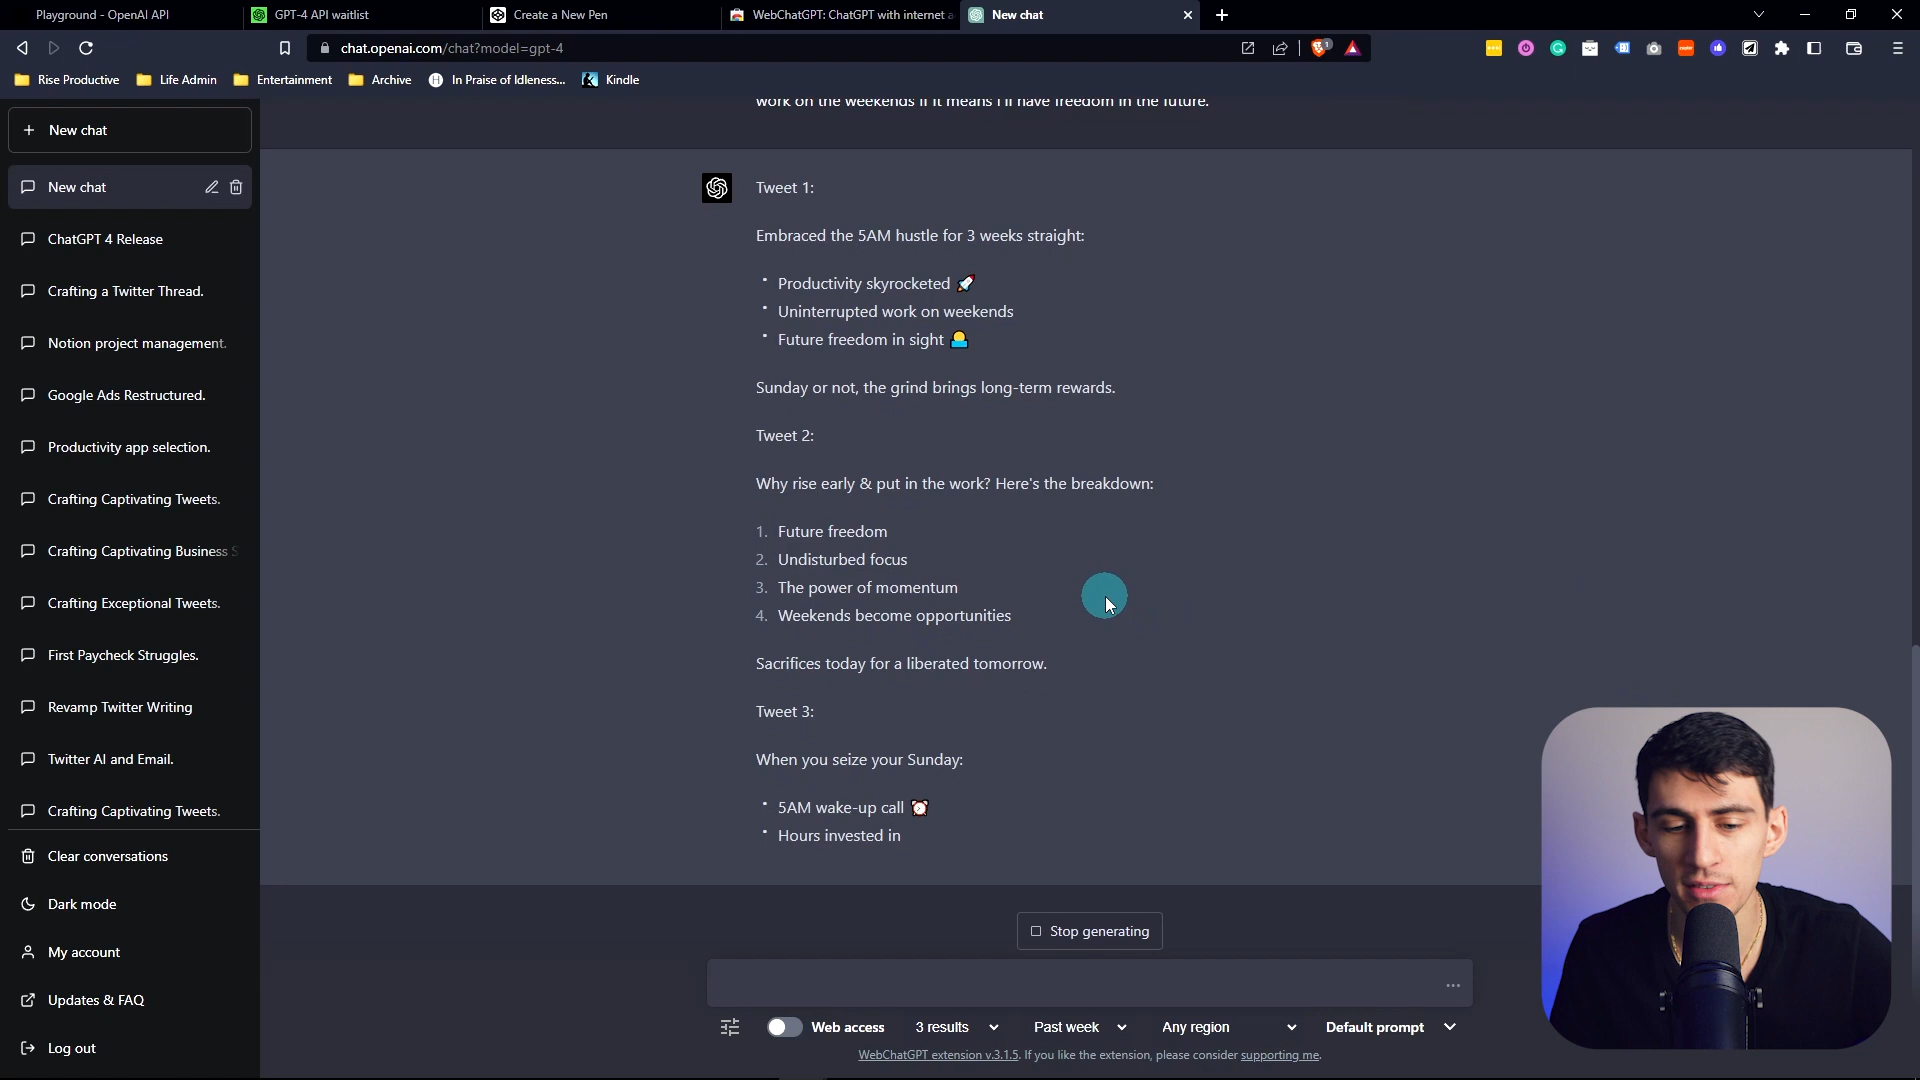 Playground - OpenAI API
GPT-4 API waitlist
Create a New Pen
WebChatGPT: ChatGPT with internet a
New chat
chat.openai.com/chat?model=gpt-4
1
Rise Productive
Life Admin
Entertainment
Archive
In Praise of Idleness...
Kindle
New chat
New chat
ChatGPT 4 Release
Crafting a Twitter Thread.
Notion project management.
Google Ads Restructured.
Productivity app selection.
Crafting Captivating Tweets.
Crafting Captivating Business S
Crafting Exceptional Tweets.
First Paycheck Struggles.
Revamp Twitter Writing
Twitter AI and Email.
Crafting Captivating Tweets.
Clear conversations
Dark mode
My account
Updates & FAQ
Log out
work on the weekends if it means I'll have freedom in the future.
Tweet 1:
Embraced the 5AM hustle for 3 weeks straight:
• Productivity skyrocketed 🚀
• Uninterrupted work on weekends
• Future freedom in sight 🌅
Sunday or not, the grind brings long-term rewards.
Tweet 2:
Why rise early & put in the work? Here's the breakdown:
1. Future freedom
2. Undisturbed focus
3. The power of momentum
4. Weekends become opportunities
Sacrifices today for a liberated tomorrow.
Tweet 3:
When you seize your Sunday:
• 5AM wake-up call ⏰
• Hours invested in
Stop generating
Web access
3 results
Past week
Any region
Default prompt
WebChatGPT extension v.3.1.5. If you like the extension, please consider supporting me.